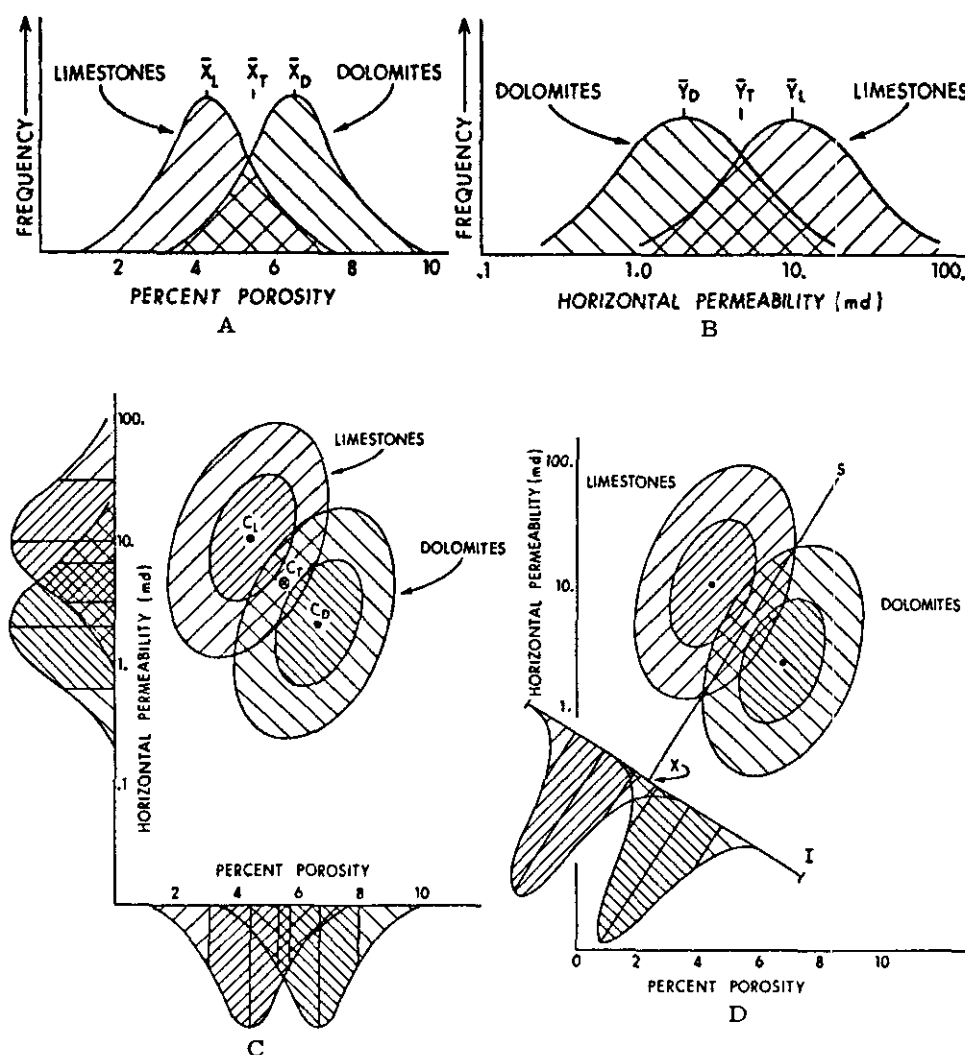 LIMESTONES X̄L X̄T X̄D DOLOMITES
FREQUENCY
2 4 6 8 10
PERCENT POROSITY
A
DOLOMITES ȲD ȲT ȲL LIMESTONES
FREQUENCY
.1 1.0 10. 100.
HORIZONTAL PERMEABILITY (md)
B
100.
10.
1.
.1
HORIZONTAL PERMEABILITY (md)
LIMESTONES
CL
CT
CD
DOLOMITES
PERCENT POROSITY
2 4 6 8 10
C
100.
10.
1.
HORIZONTAL PERMEABILITY (md)
LIMESTONES
S
DOLOMITES
X
I
0 2 4 6 8 10
PERCENT POROSITY
D